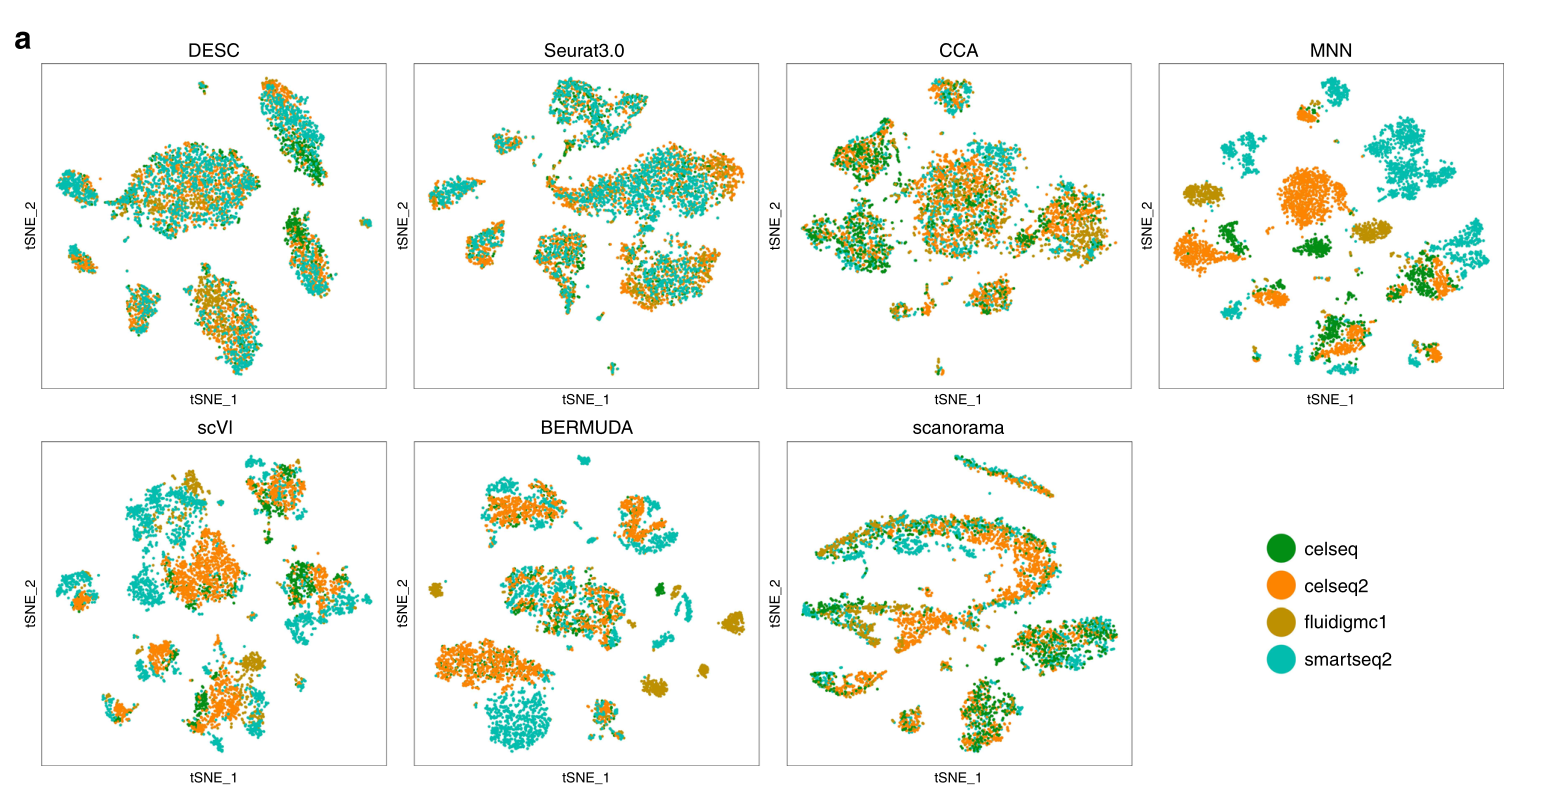 a
DESC
Seurat3.0
CCA
MNN
tSNE_2
tSNE_2
tSNE_2
tSNE_2
tSNE_1
tSNE_1
tSNE_1
tSNE_1
scVI
BERMUDA
scanorama
tSNE_2
tSNE_2
tSNE_2
celseq
celseq2
fluidigmc1
smartseq2
tSNE_1
tSNE_1
tSNE_1